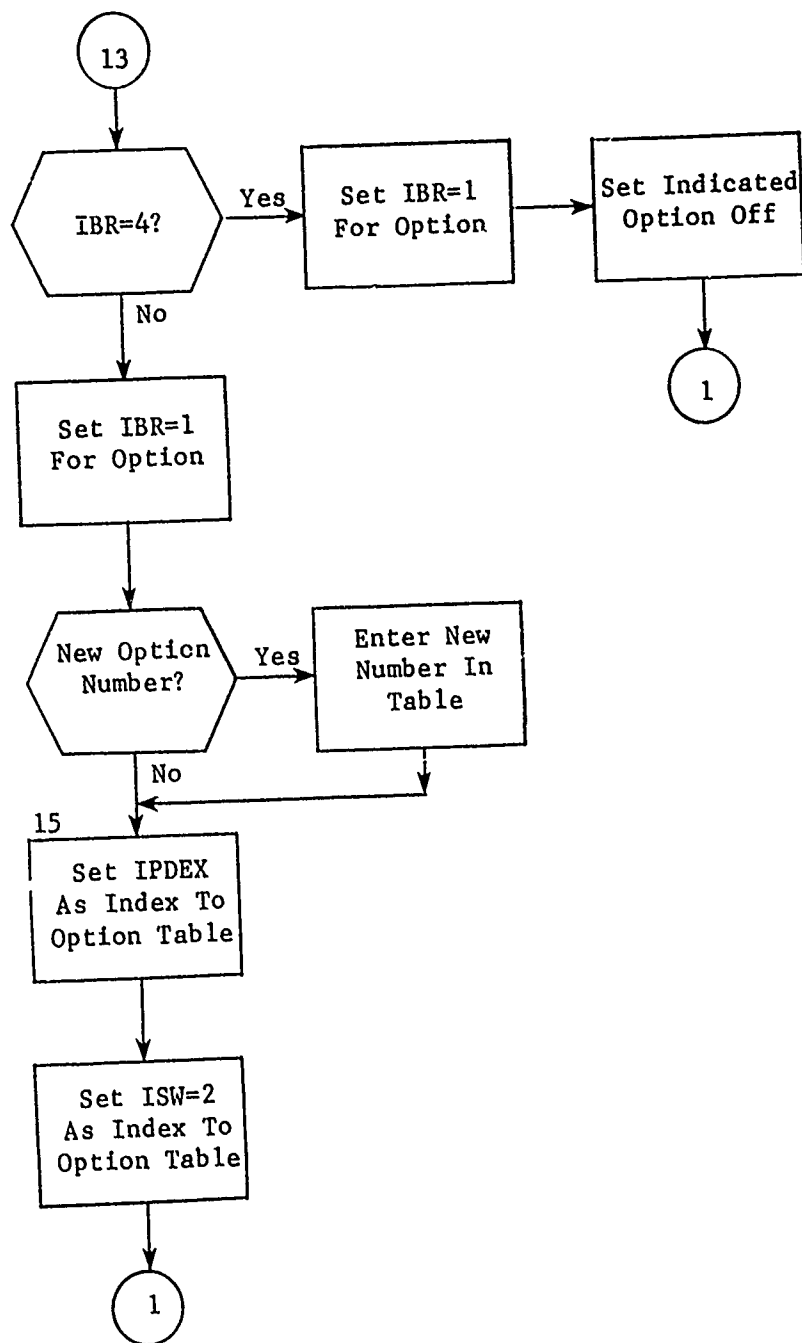 13
IBR=4?
Yes
Set IBR=1
For Option
Set Indicated
Option Off
1
No
Set IBR=1
For Option
New Option
Number?
Yes
Enter New
Number In
Table
No
15
Set IPDEX
As Index To
Option Table
Set ISW=2
As Index To
Option Table
1